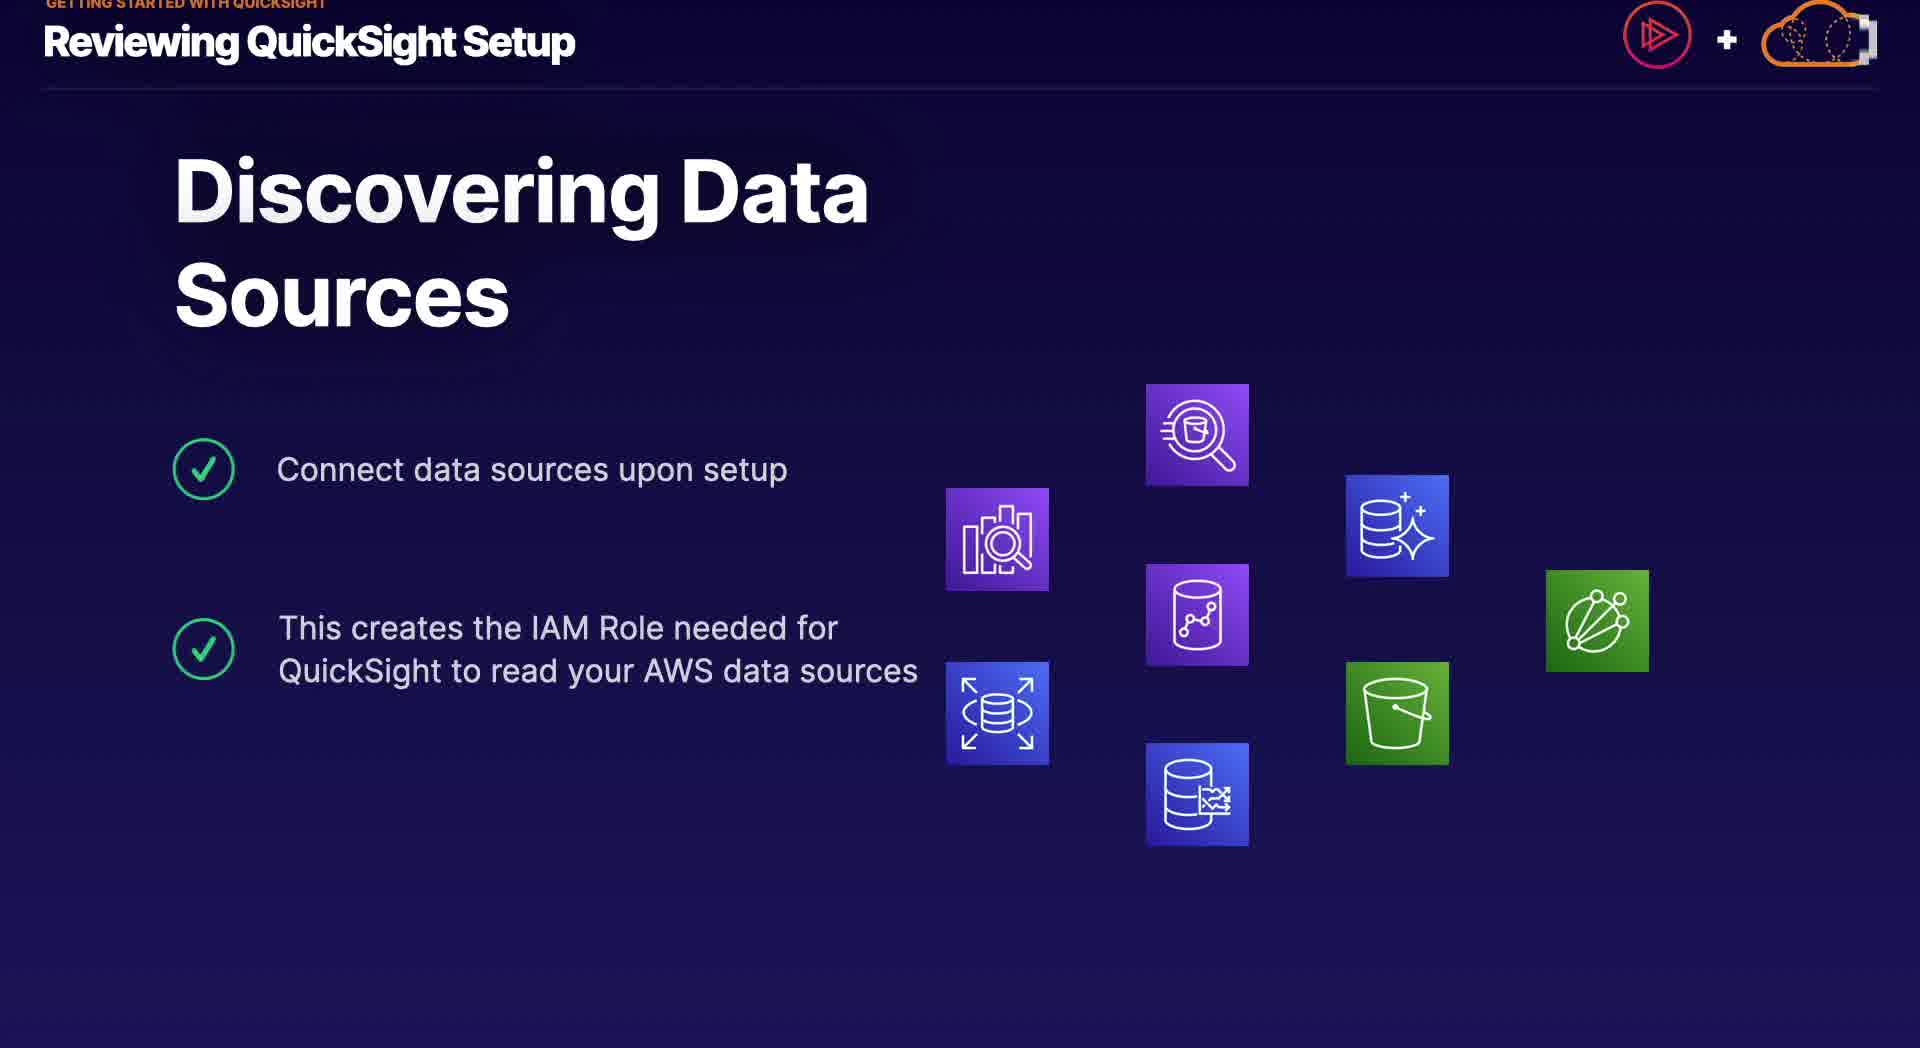 GETTING STARTED WITH QUICKSIGHT
Reviewing QuickSight Setup
Discovering Data
Sources
Connect data sources upon setup
This creates the IAM Role needed for
QuickSight to read your AWS data sources